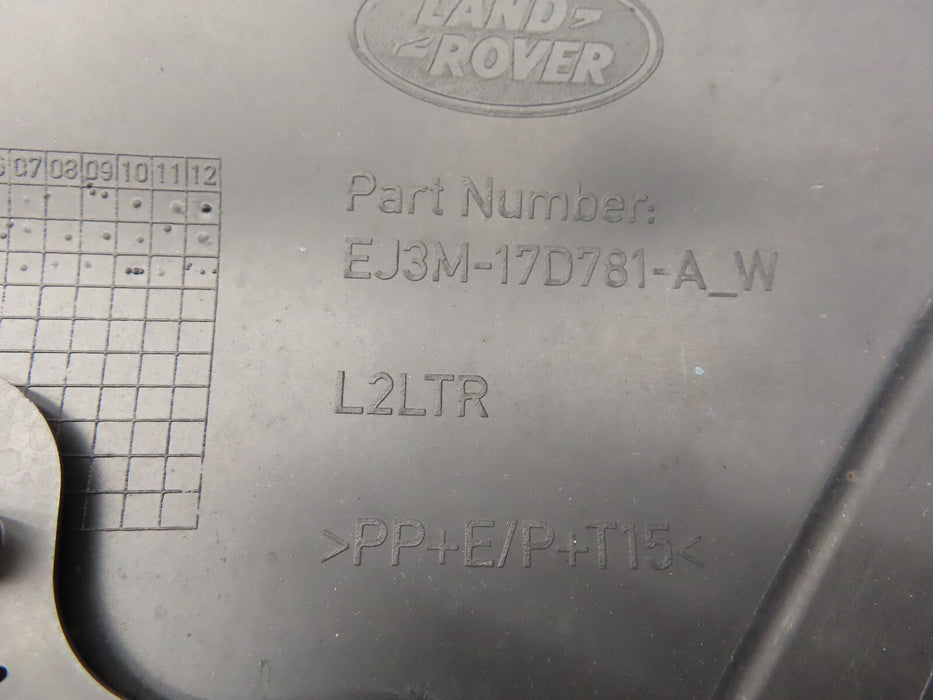 LAND
ROVER
07 08 09 10 11 12
Part Number:
EJ3M-17D781-A_W
L2LTR
>PP+E/P+T15<